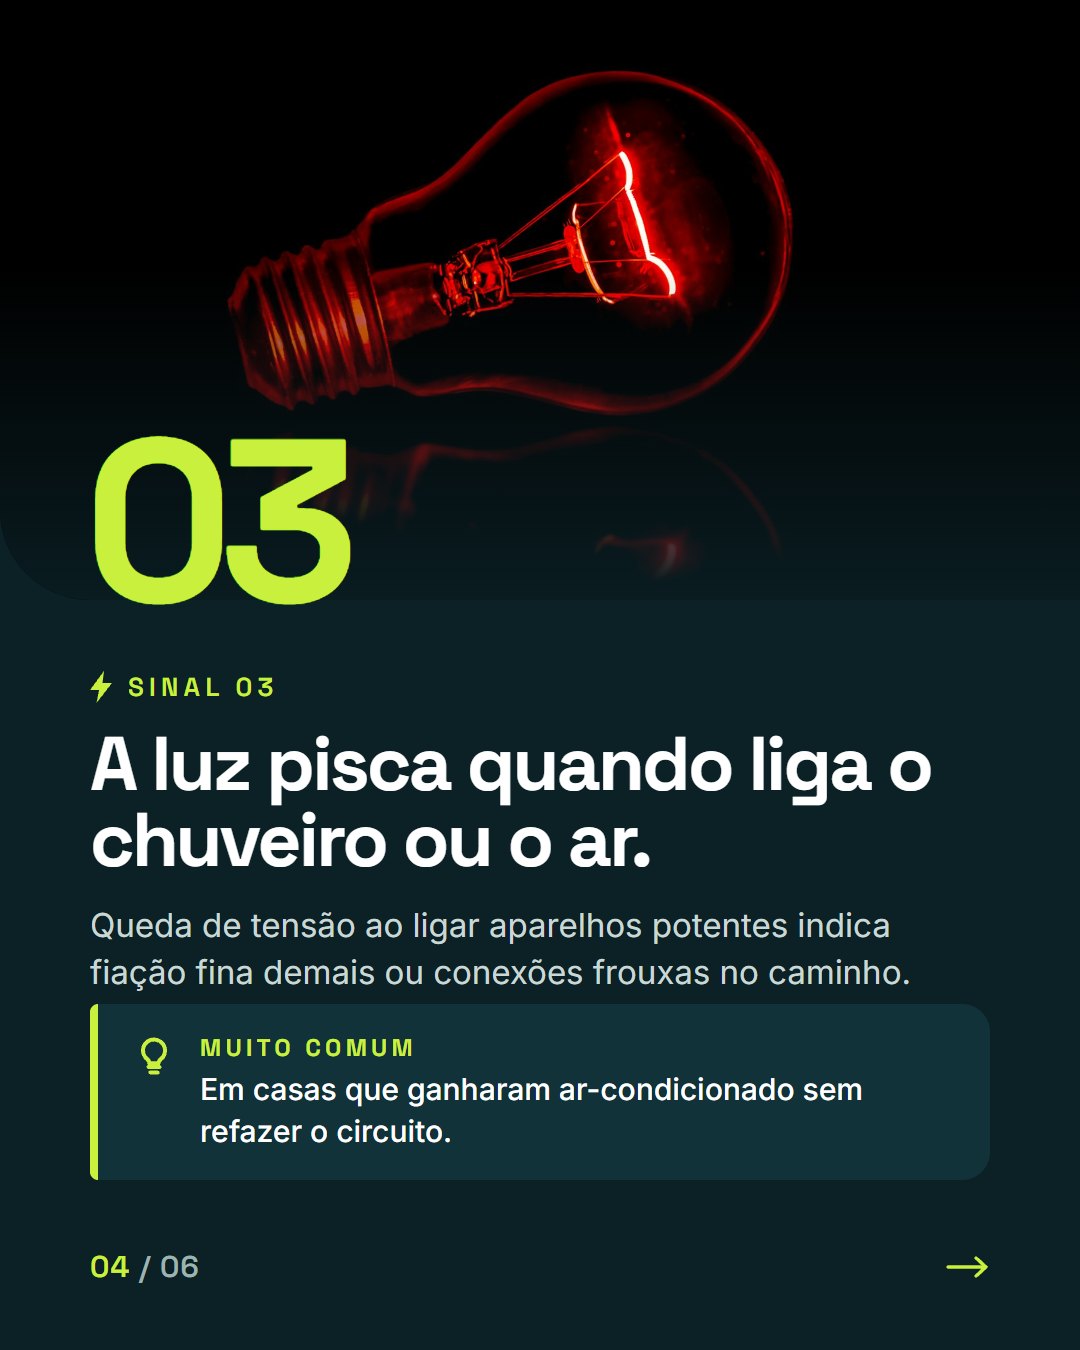 03
SINAL 03
A luz pisca quando liga o
chuveiro ou o ar.
Queda de tensão ao ligar aparelhos potentes indica
fiação fina demais ou conexões frouxas no caminho.
MUITO COMUM
Em casas que ganharam ar-condicionado sem
refazer o circuito.
04 / 06